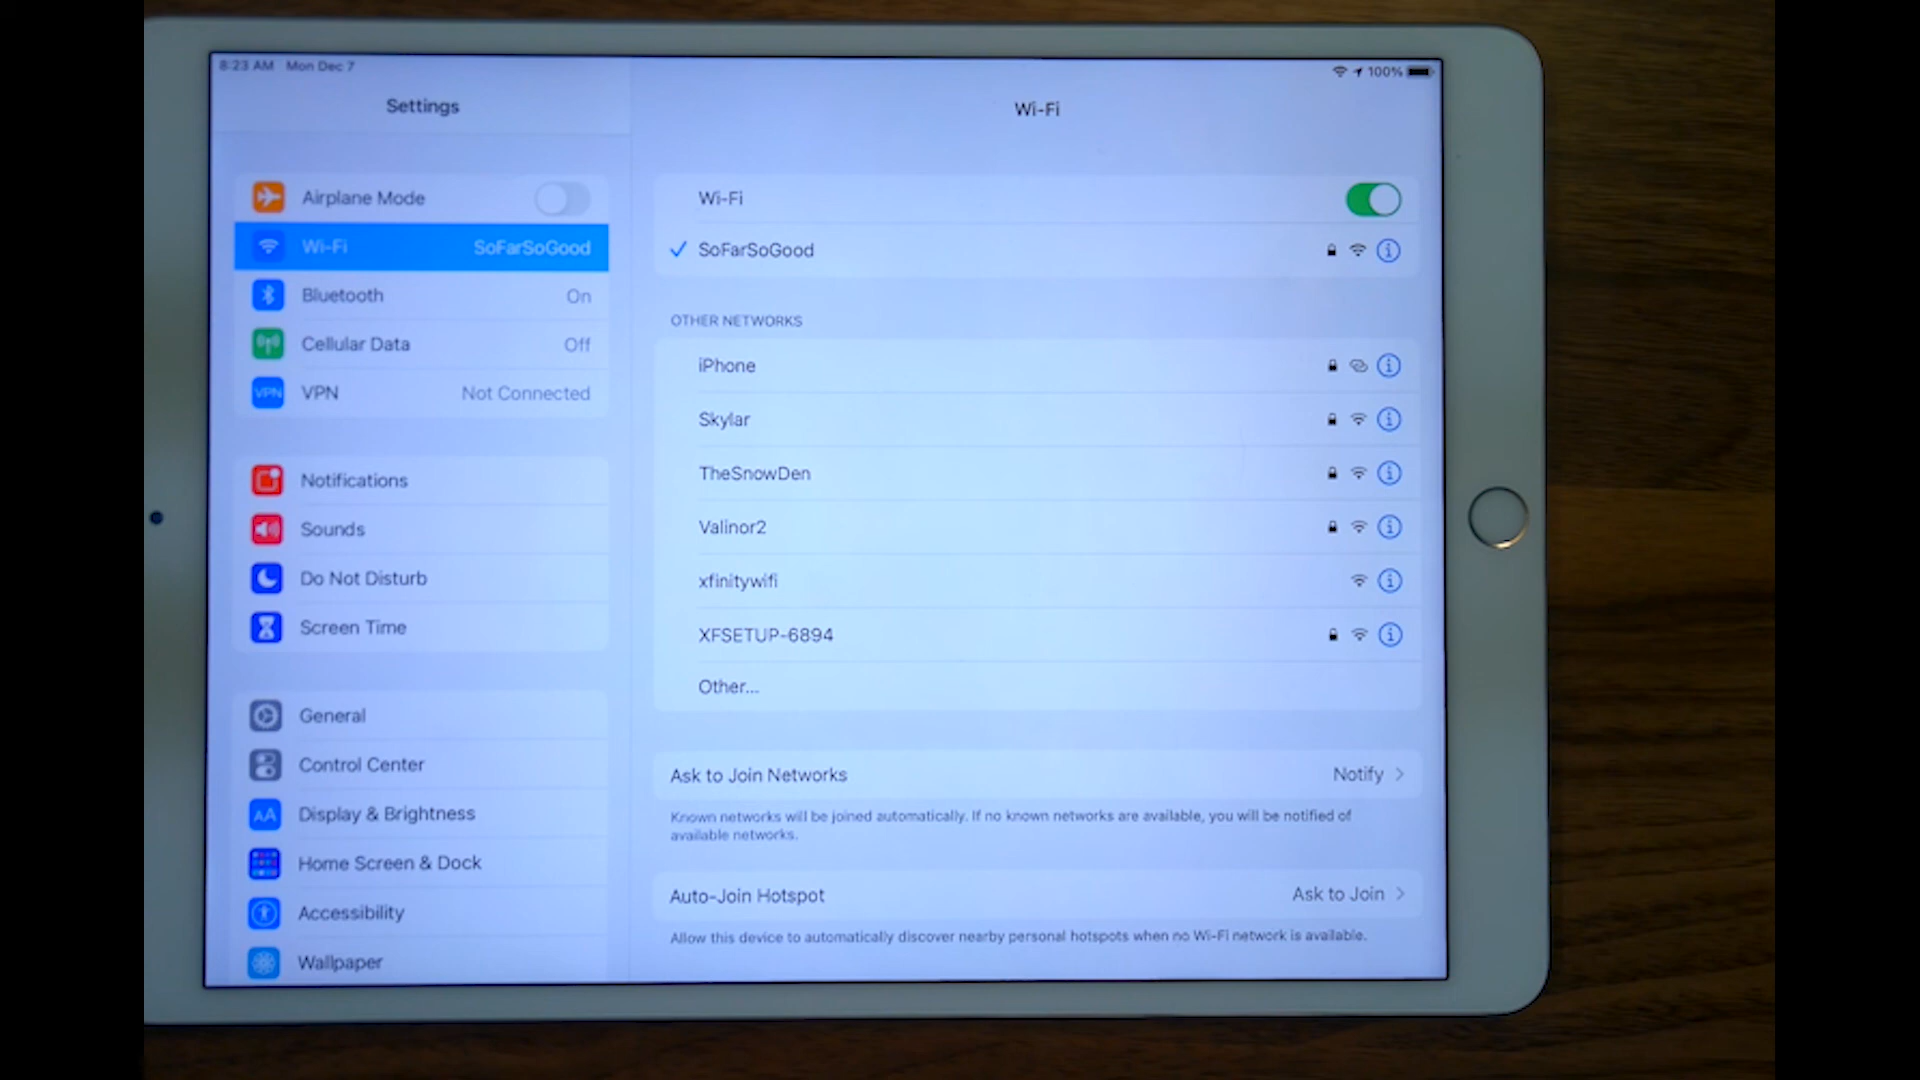 8:23 AM Mon Dec 7
100%
Settings
Airplane Mode
Wi-Fi SoFarSoGood
Bluetooth On
Cellular Data Off
VPN VPN Not Connected
Notifications
Sounds
Do Not Disturb
Screen Time
General
Control Center
AA Display & Brightness
Home Screen & Dock
Accessibility
Wallpaper
Wi-Fi
Wi-Fi
SoFarSoGood
OTHER NETWORKS
iPhone
Skylar
TheSnowDen
Valinor2
xfinitywifi
XFSETUP-6894
Other...
Ask to Join Networks Notify
Known networks will be joined automatically. If no known networks are available, you will be notified of
available networks.
Auto-Join Hotspot Ask to Join
Allow this device to automatically discover nearby personal hotspots when no Wi-Fi network is available.